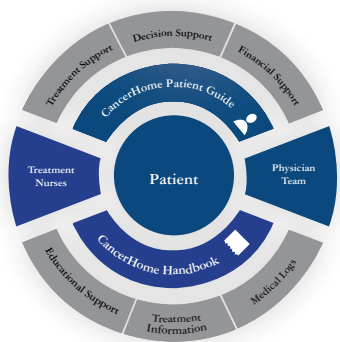 Treatment Support
Decision Support
Financial Support
CancerHome Patient Guide
Treatment
Nurses
Patient
Physician
Team
CancerHome Handbook
Educational Support
Treatment
Information
Medical Logs